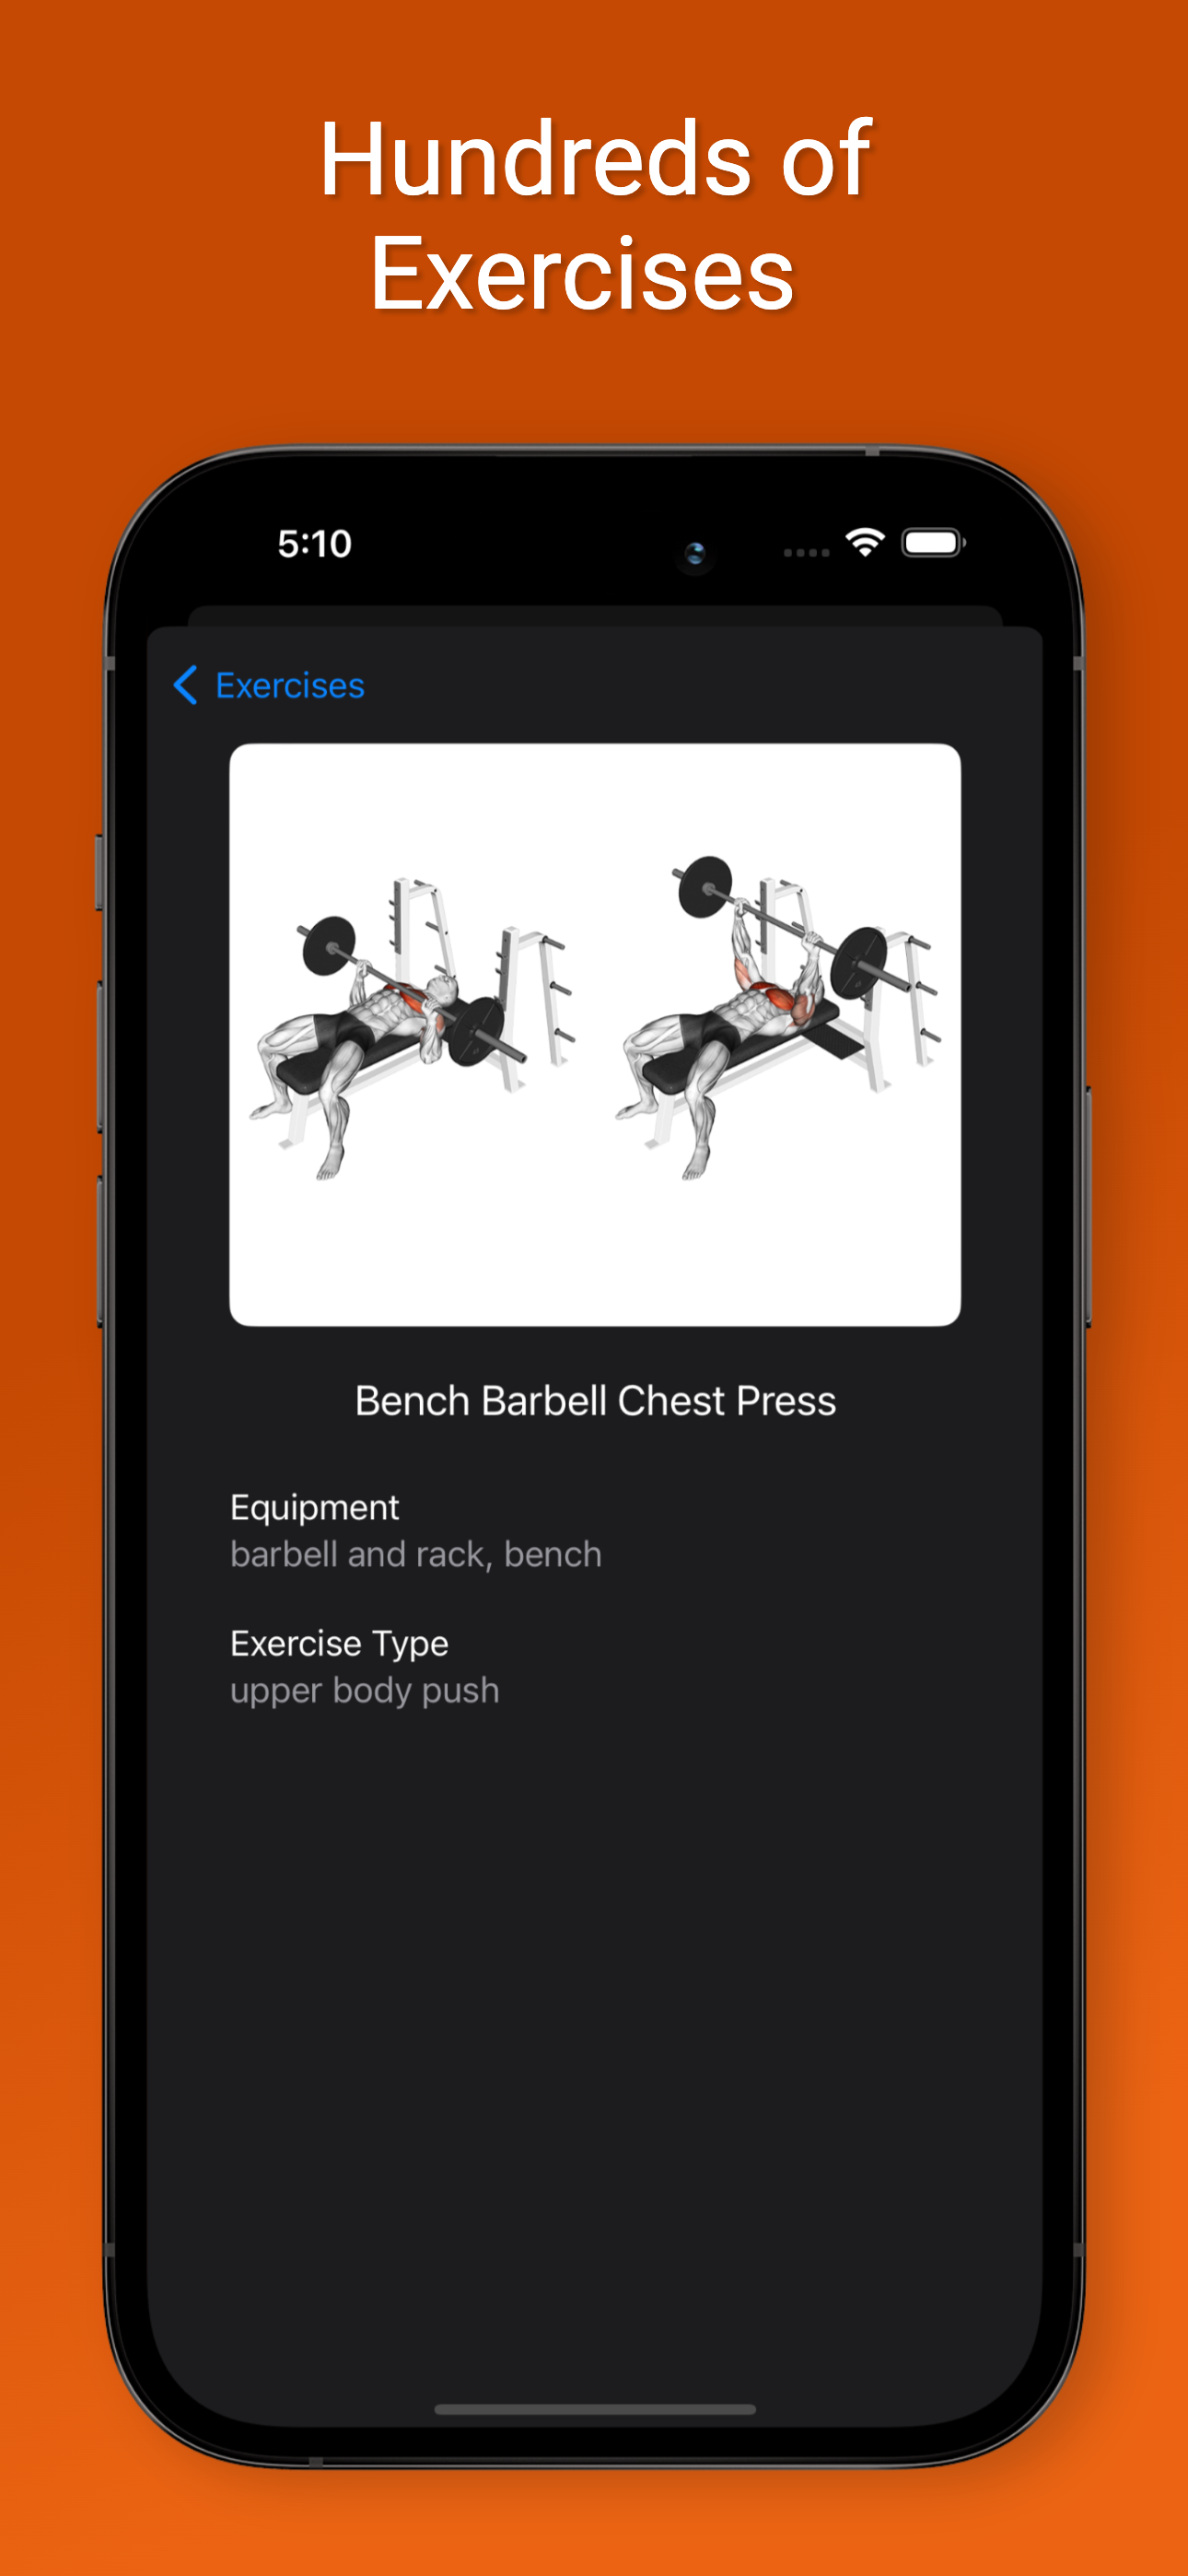 Hundreds of
Exercises
5:10
Exercises
Bench Barbell Chest Press
Equipment
barbell and rack, bench
Exercise Type
upper body push